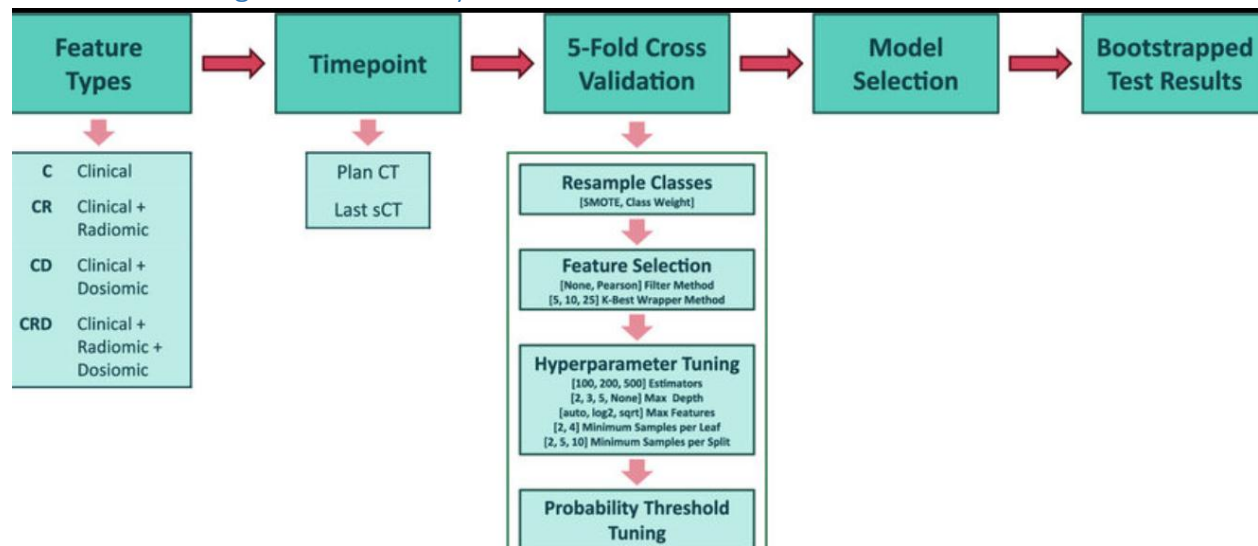 Feature
Types
Timepoint
5-Fold Cross
Validation
Model
Selection
Bootstrapped
Test Results
C Clinical
CR Clinical +
Radiomic
CD Clinical +
Dosiomic
CRD Clinical +
Radiomic +
Dosiomic
Plan CT
Last sCT
Resample Classes
[SMOTE, Class Weight]
Feature Selection
[None, Pearson] Filter Method
[5, 10, 25] K-Best Wrapper Method
Hyperparameter Tuning
[100, 200, 500] Estimators
[2, 3, 5, None] Max Depth
[auto, log2, sqrt] Max Features
[2, 4] Minimum Samples per Leaf
[2, 5, 10] Minimum Samples per Split
Probability Threshold
Tuning